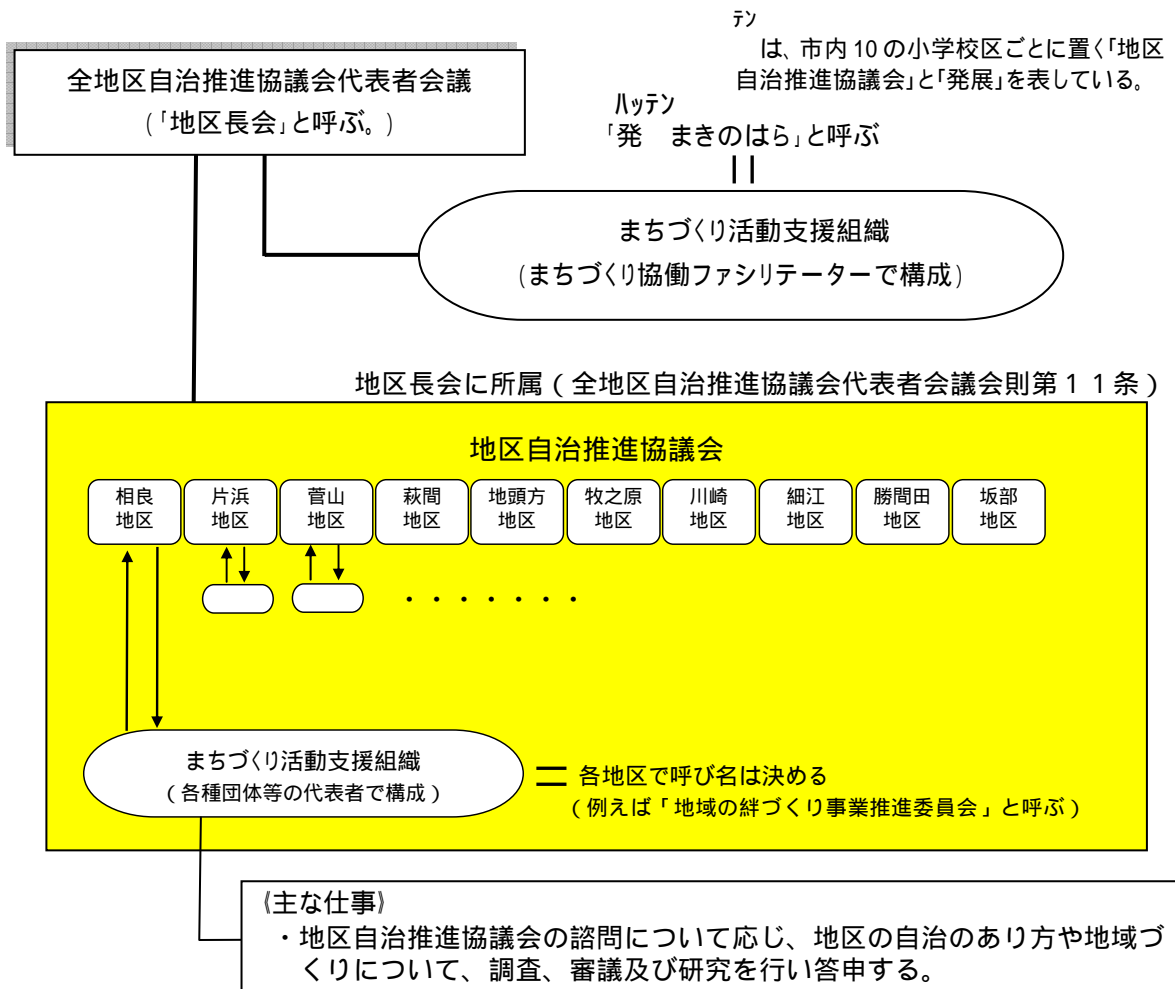 全地区自治推進協議会代表者会議
(「地区長会」と呼ぶ。)
テン
は、市内10の小学校区ごとに置く「地区
自治推進協議会」と「発展」を表している。
ハッテン
「発　まきのはら」と呼ぶ
まちづくり活動支援組織
(まちづくり協働ファシリテーターで構成)
地区長会に所属(全地区自治推進協議会代表者会議会則第11条)
地区自治推進協議会
相良
地区
片浜
地区
菅山
地区
萩間
地区
地頭方
地区
牧之原
地区
川崎
地区
細江
地区
勝間田
地区
坂部
地区
・・・・・・・
まちづくり活動支援組織
(各種団体等の代表者で構成)
各地区で呼び名は決める
(例えば「地域の絆づくり事業推進委員会」と呼ぶ)
《主な仕事》
・地区自治推進協議会の諮問について応じ、地区の自治のあり方や地域づ
くりについて、調査、審議及び研究を行い答申する。